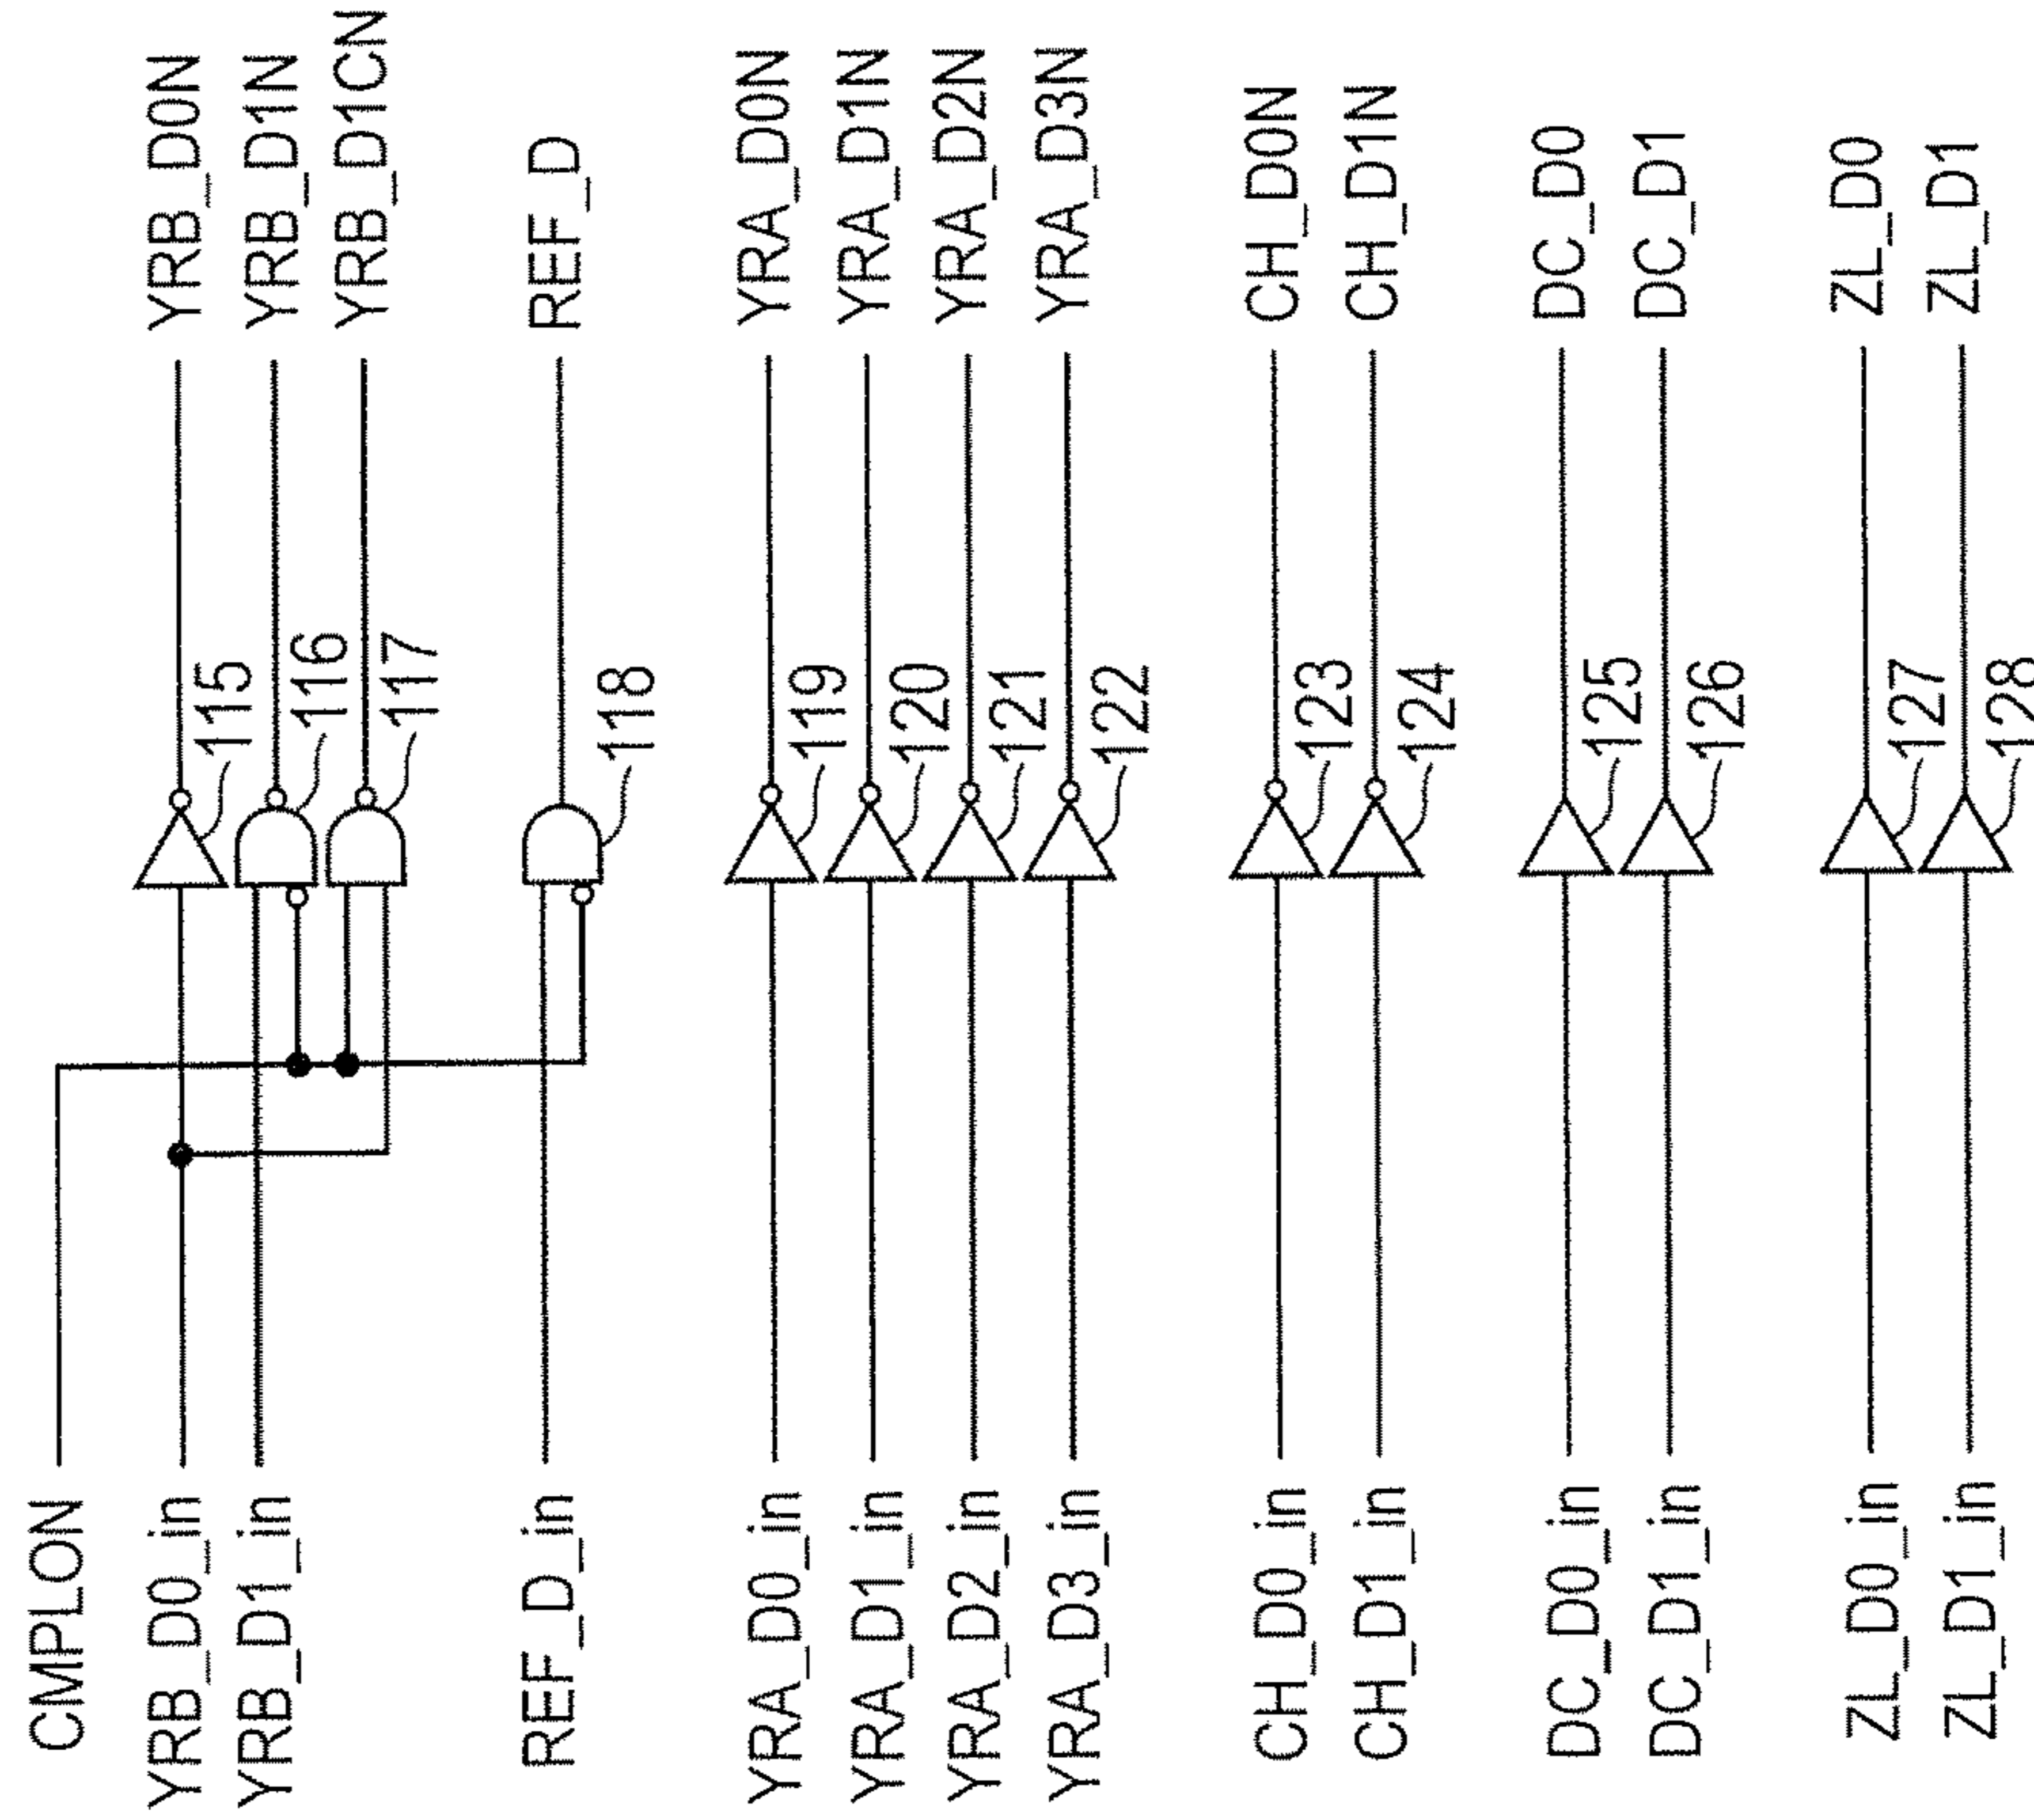 CMPLON
YRB_D0_in
115
YRB_D0N
YRB_D1_in
116
YRB_D1N
117
YRB_D1CN
REF_D_in
118
REF_D
YRA_D0_in
119
YRA_D0N
YRA_D1_in
120
YRA_D1N
YRA_D2_in
121
YRA_D2N
YRA_D3_in
122
YRA_D3N
CH_D0_in
123
CH_D0N
CH_D1_in
124
CH_D1N
DC_D0_in
125
DC_D0
DC_D1_in
126
DC_D1
ZL_D0_in
127
ZL_D0
ZL_D1_in
128
ZL_D1